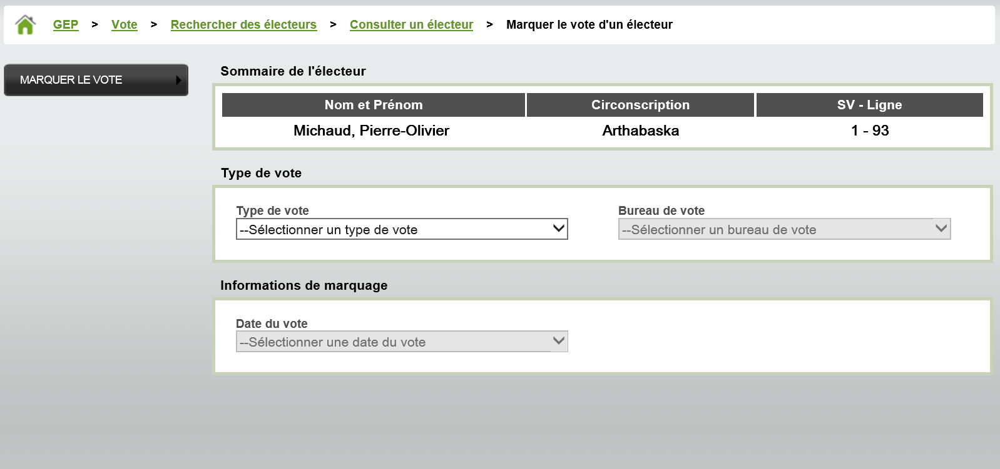 GEP > Vote > Rechercher des électeurs > Consulter un électeur > Marquer le vote d'un électeur
MARQUER LE VOTE
Sommaire de l'électeur
Nom et Prénom Circonscription SV - Ligne
Michaud, Pierre-Olivier Arthabaska 1 - 93
Type de vote
Type de vote Bureau de vote
--Sélectionner un type de vote --Sélectionner un bureau de vote
Informations de marquage
Date du vote
--Sélectionner une date du vote